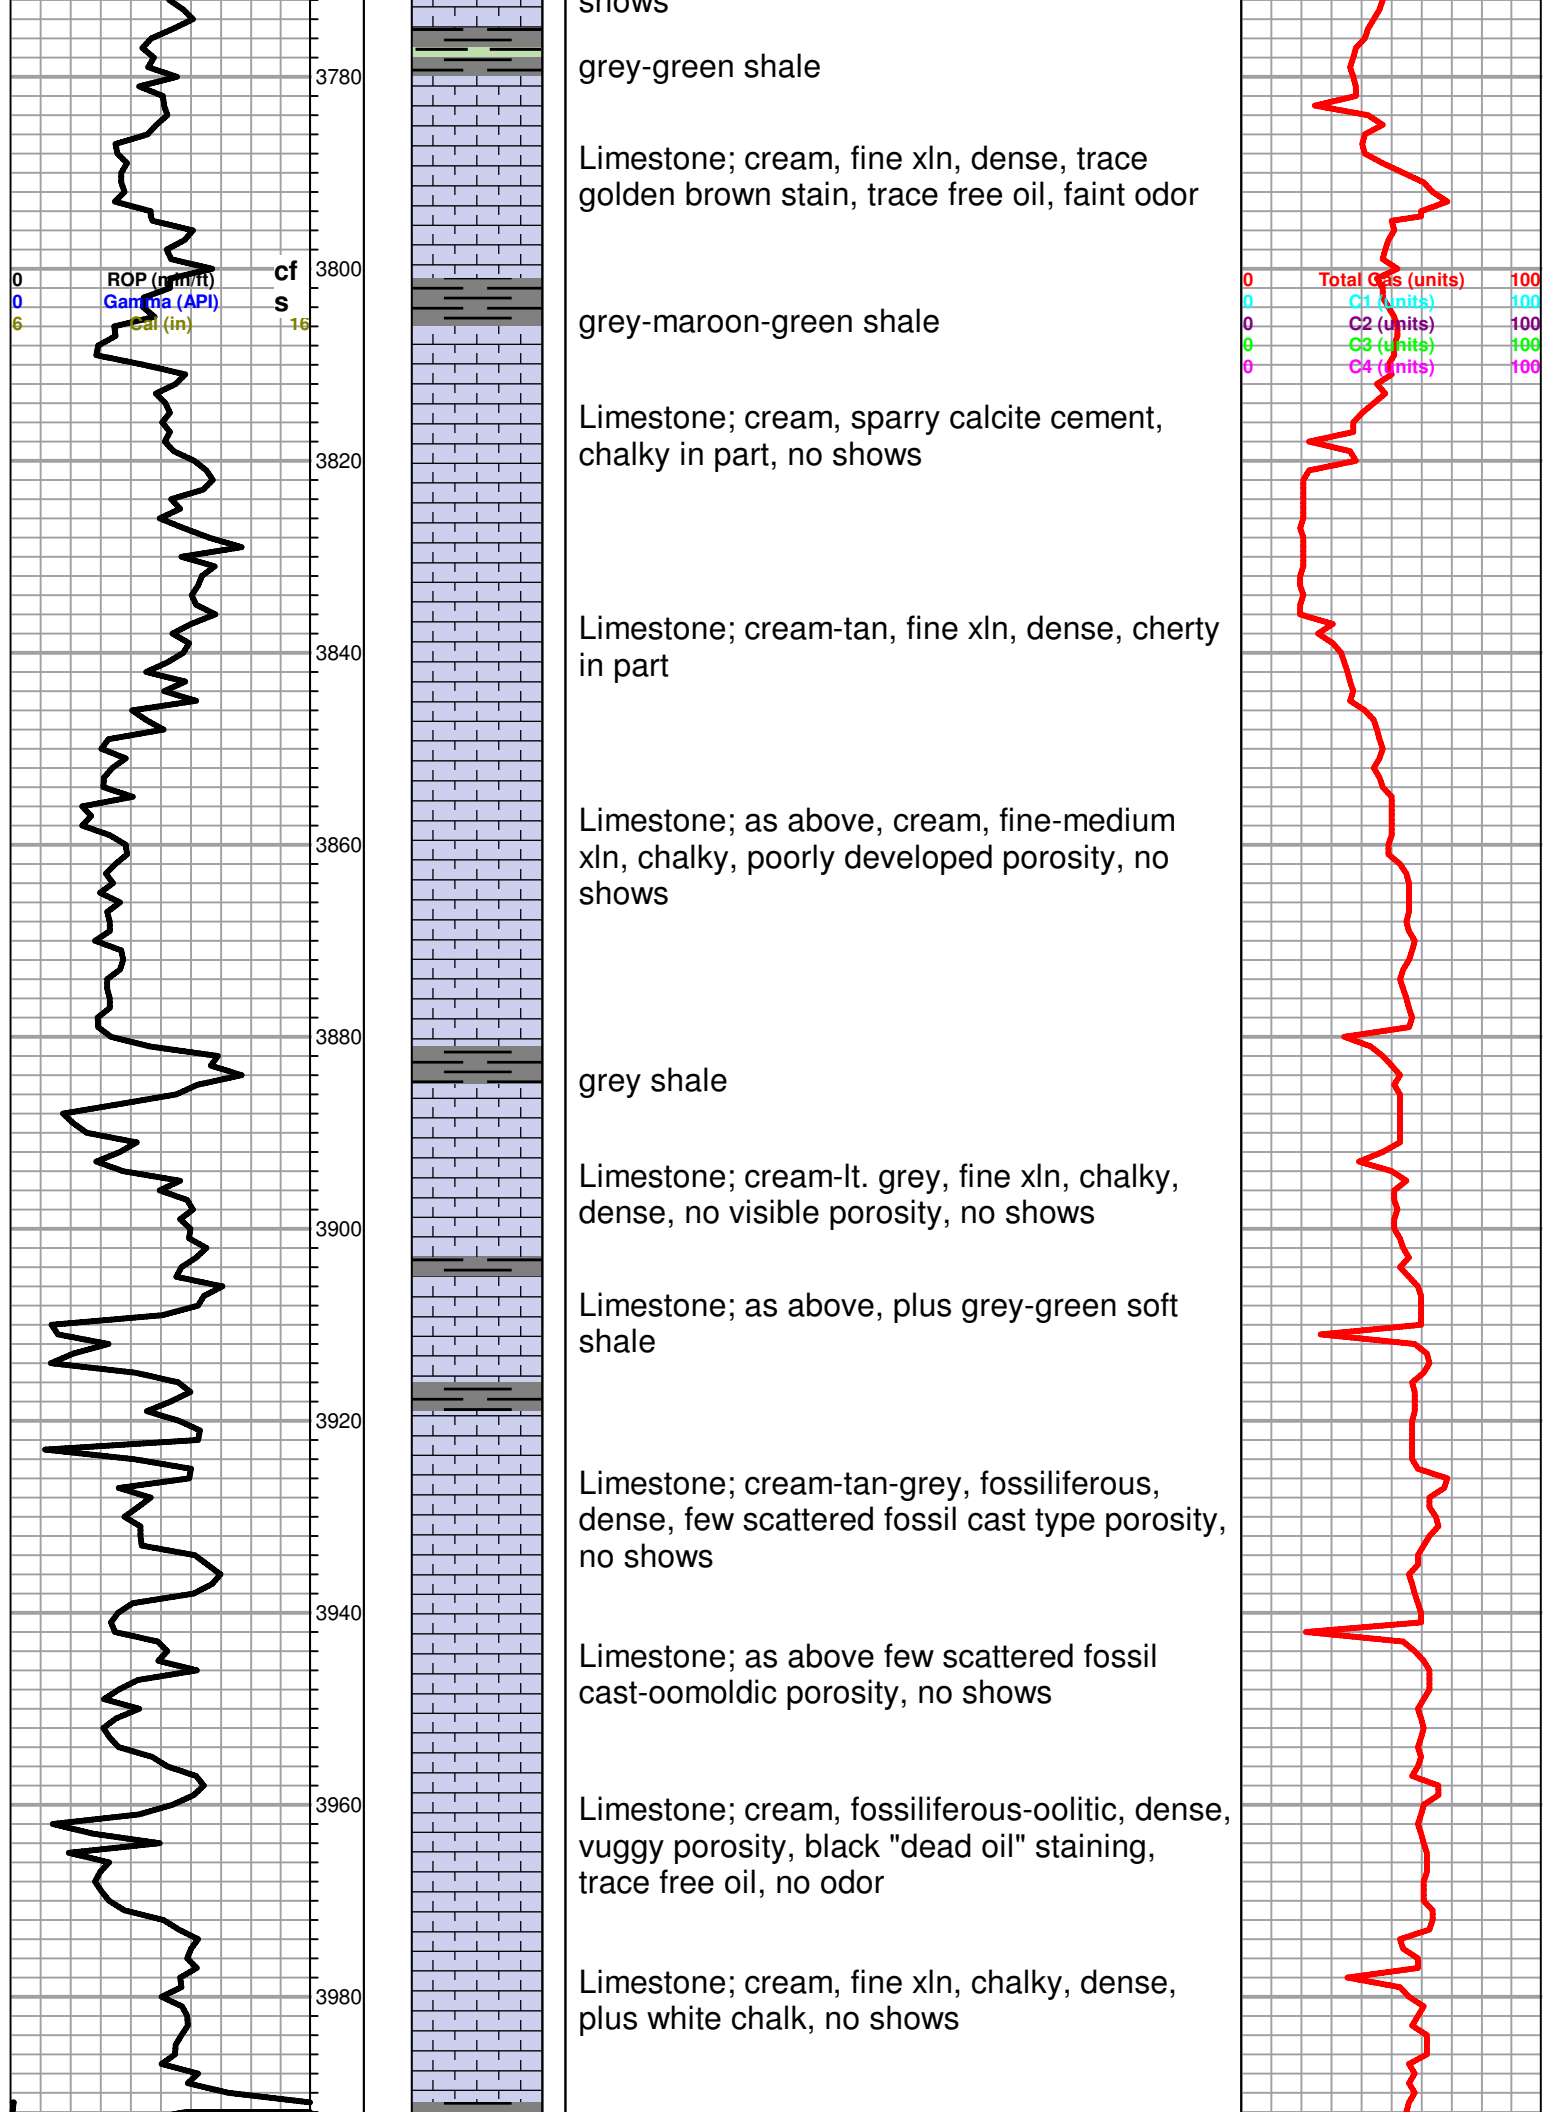 shows
3780
grey-green shale
Limestone; cream, fine xln, dense, trace
golden brown stain, trace free oil, faint odor
3800
cf
s
0 ROP (min/ft)
0 Gamma (API)
6 Cal (in) 16
0 Total Gas (units) 100
0 C1 (units) 100
0 C2 (units) 100
0 C3 (units) 100
0 C4 (units) 100
grey-maroon-green shale
Limestone; cream, sparry calcite cement,
chalky in part, no shows
3820
Limestone; cream-tan, fine xln, dense, cherty
in part
3840
Limestone; as above, cream, fine-medium
xln, chalky, poorly developed porosity, no
shows
3860
3880
grey shale
Limestone; cream-lt. grey, fine xln, chalky,
dense, no visible porosity, no shows
3900
Limestone; as above, plus grey-green soft
shale
3920
Limestone; cream-tan-grey, fossiliferous,
dense, few scattered fossil cast type porosity,
no shows
3940
Limestone; as above few scattered fossil
cast-oomoldic porosity, no shows
3960
Limestone; cream, fossiliferous-oolitic, dense,
vuggy porosity, black "dead oil" staining,
trace free oil, no odor
3980
Limestone; cream, fine xln, chalky, dense,
plus white chalk, no shows